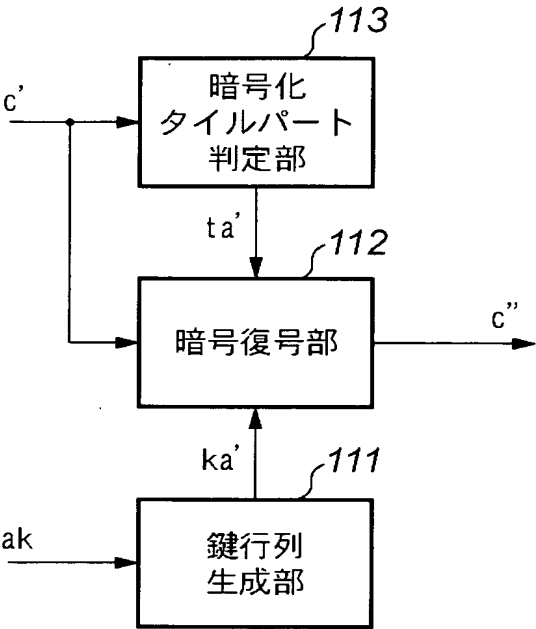 113
暗号化
タイルパート
判定部
c'
ta'
112
暗号復号部
c"
ka'
111
ak
鍵行列
生成部